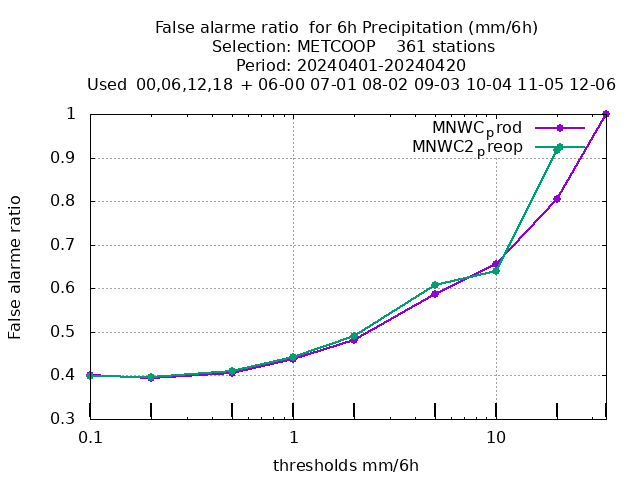 False alarme ratio  for 6h Precipitation (mm/6h)
Selection: METCOOP    361 stations
Period: 20240401-20240420
Used  00,06,12,18 + 06-00 07-01 08-02 09-03 10-04 11-05 12-06
MNWCprod
MNWC2preop
1
0.9
0.8
0.7
0.6
0.5
0.4
0.3
False alarme ratio
0.1
1
10
thresholds mm/6h